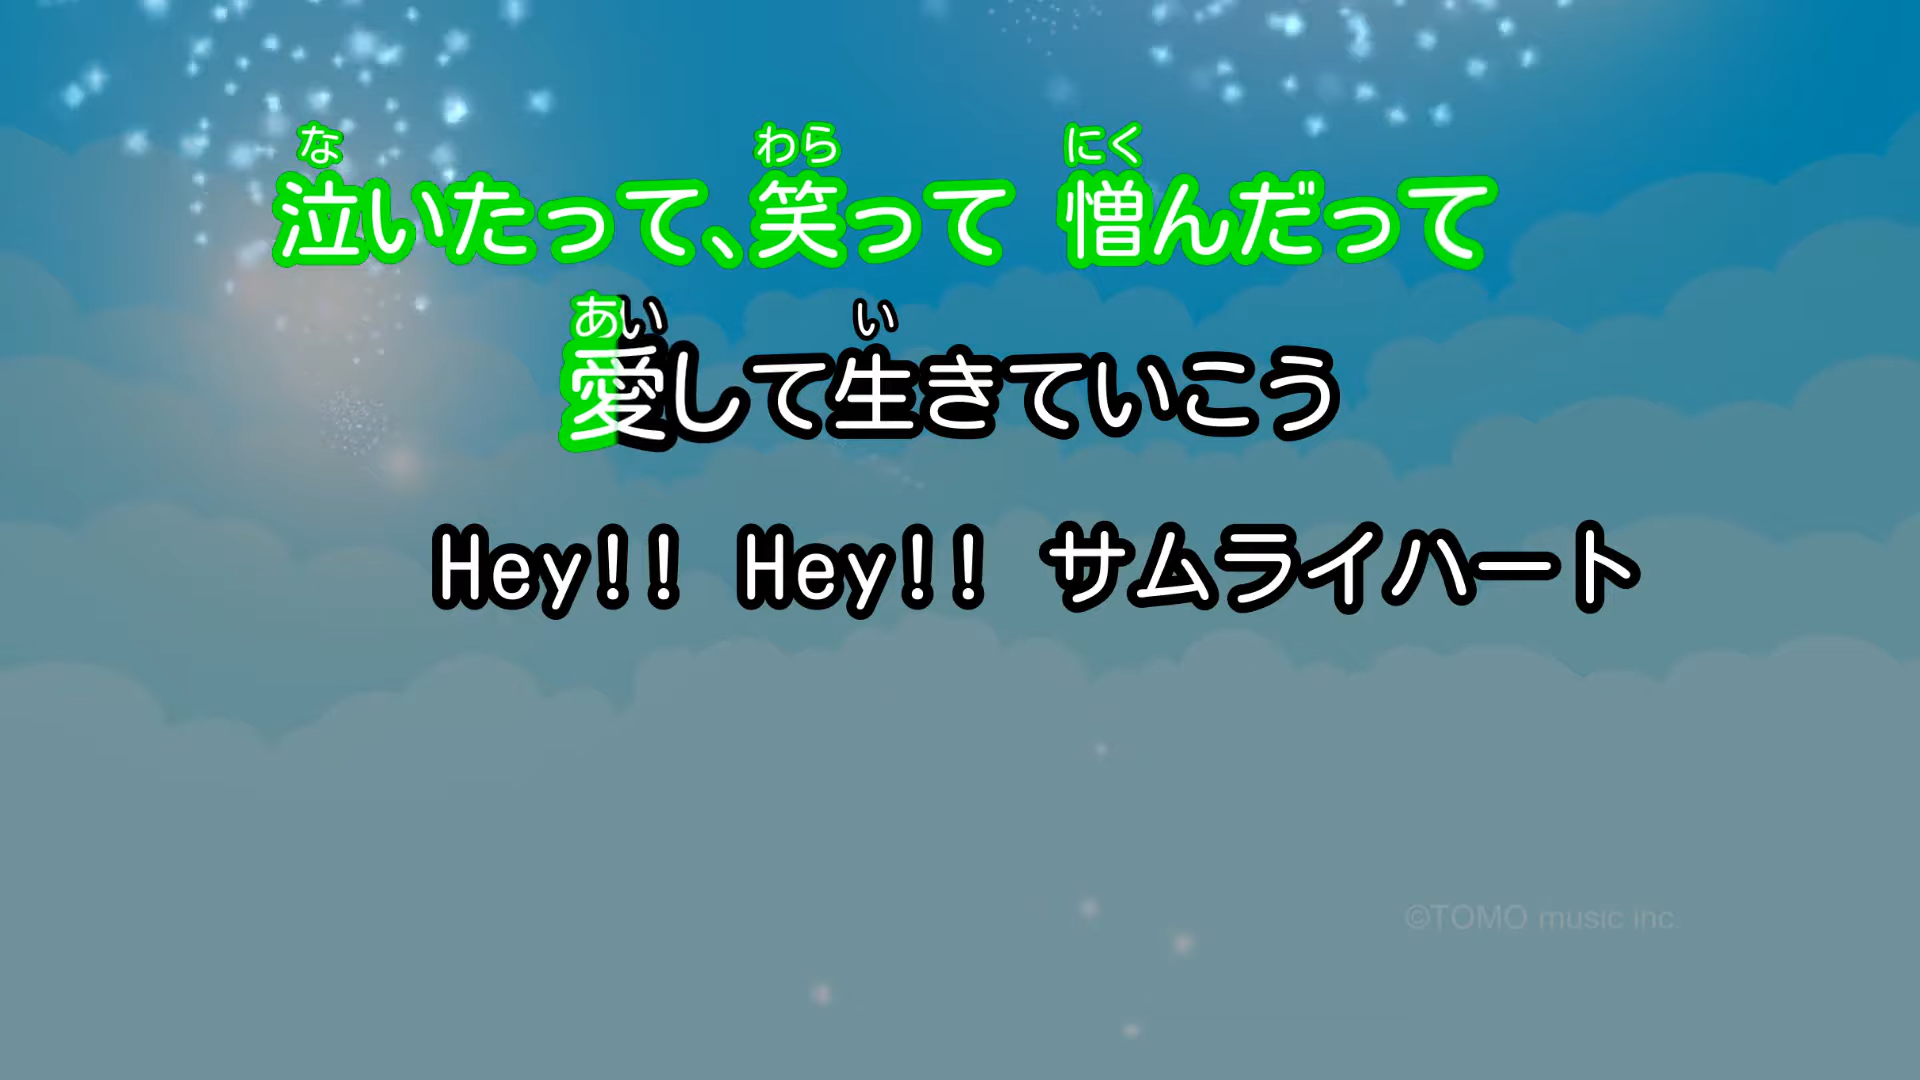 な わら にく
泣いたって、笑って 憎んだって
あい い
愛して生きていこう
Hey!! Hey!! サムライハート
©TOMO music inc.